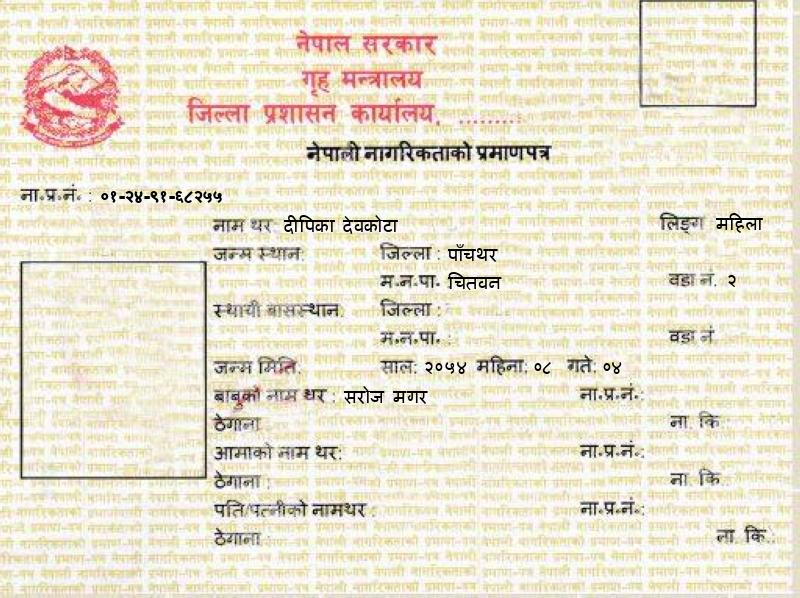 नेपाल सरकार
गृह मन्त्रालय
जिल्ला प्रशासन कार्यालय, ........
नेपाली नागरिकताको प्रमाणपत्र
ना.प्र.नं. : ०१-२४-९१-६८२५५
नाम थर: दीपिका देवकोटा लिङ्ग महिला
जन्म स्थान: जिल्ला : पाँचथर
म.न.पा. चितवन वडा नं. २
स्थायी बासस्थान: जिल्ला :
म.न.पा. : वडा नं.
जन्म मिति: साल: २०५४ महिना: ०८ गते: ०४
बाबुको नाम थर : सरोज मगर ना.प्र.नं.:
ठेगाना : ना. कि.:
आमाको नाम थर: ना.प्र.नं.:
ठेगाना : ना. कि.
पति/पत्नीको नामथर : ना.प्र.नं.:
ठेगाना : ना. कि.: